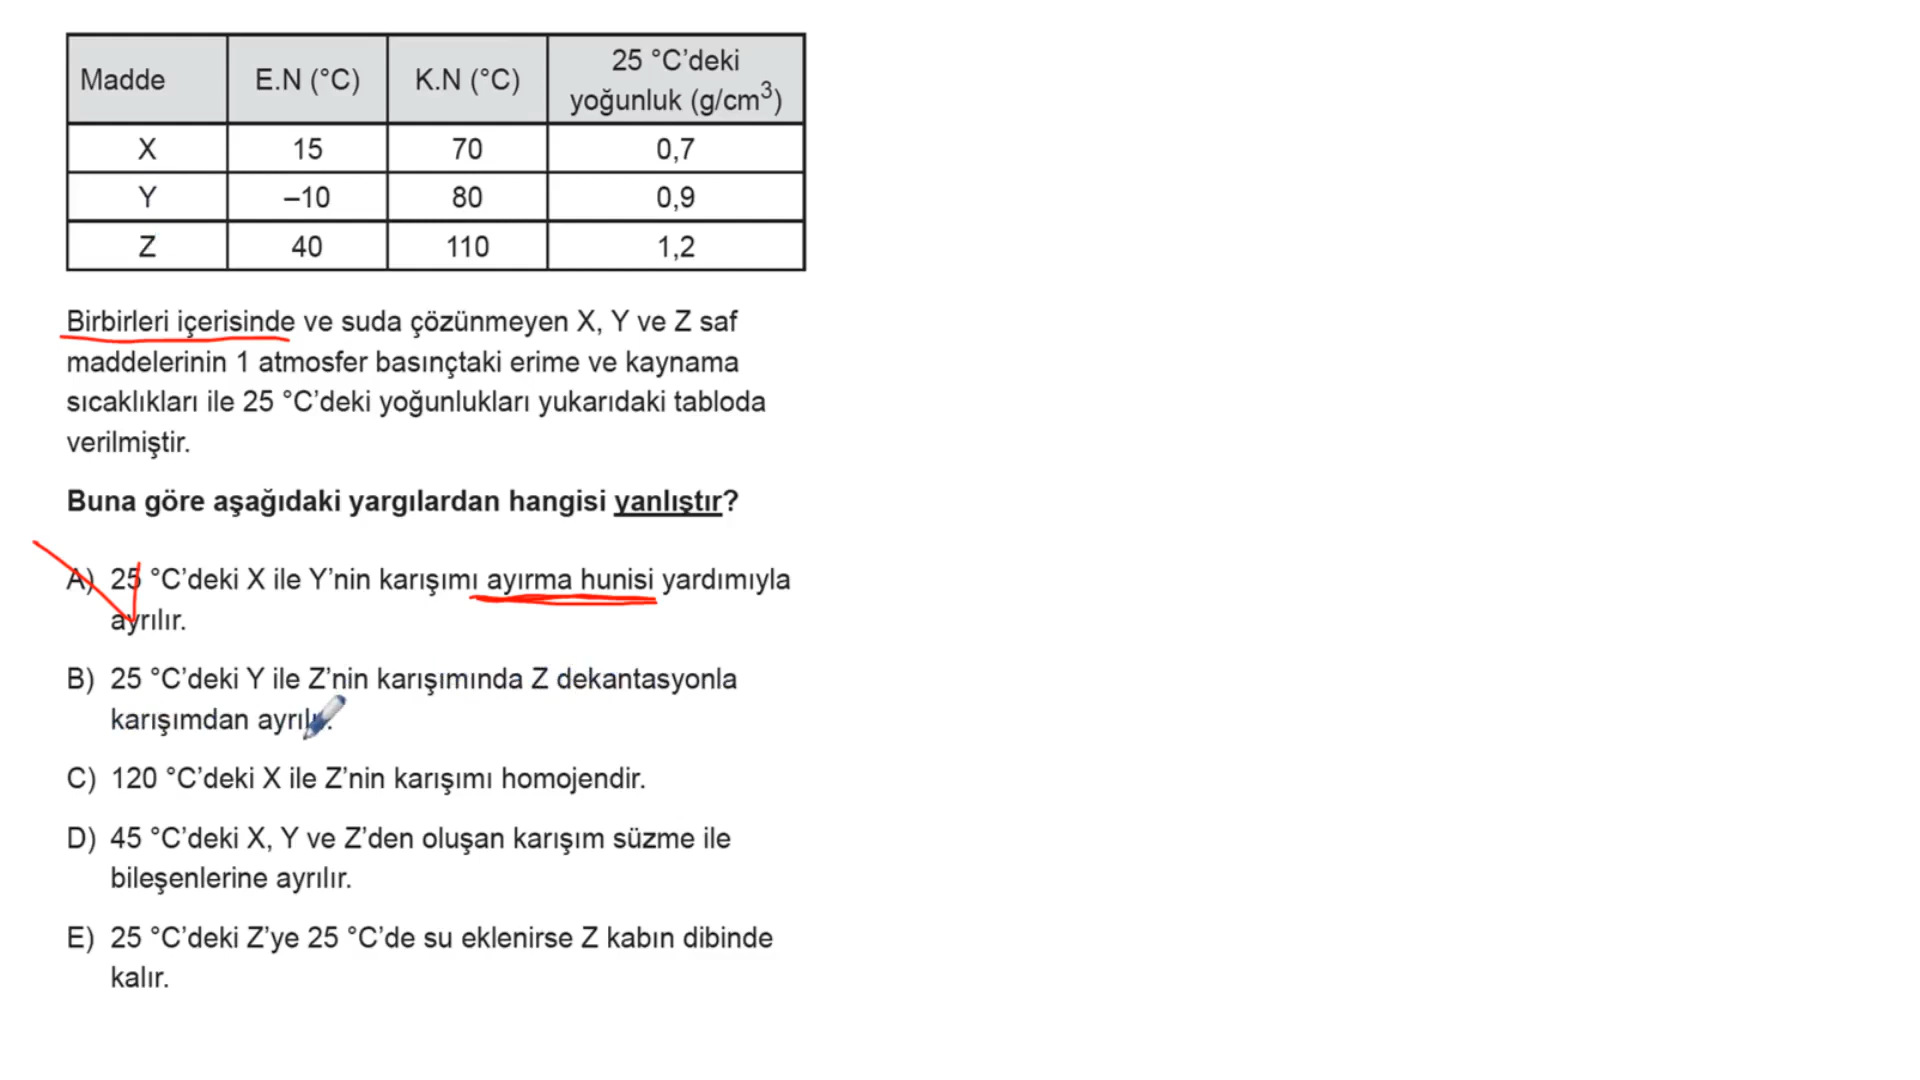 Madde E.N (°C) K.N (°C) 25 °C’deki yoğunluk (g/cm³)
X 15 70 0,7
Y –10 80 0,9
Z 40 110 1,2
Birbirleri içerisinde ve suda çözünmeyen X, Y ve Z saf
maddelerinin 1 atmosfer basınçtaki erime ve kaynama
sıcaklıkları ile 25 °C’deki yoğunlukları yukarıdaki tabloda
verilmiştir.
Buna göre aşağıdaki yargılardan hangisi yanlıştır?
A) 25 °C’deki X ile Y’nin karışımı ayırma hunisi yardımıyla
ayrılır.
B) 25 °C’deki Y ile Z’nin karışımında Z dekantasyonla
karışımdan ayrılır.
C) 120 °C’deki X ile Z’nin karışımı homojendir.
D) 45 °C’deki X, Y ve Z’den oluşan karışım süzme ile
bileşenlerine ayrılır.
E) 25 °C’deki Z’ye 25 °C’de su eklenirse Z kabın dibinde
kalır.